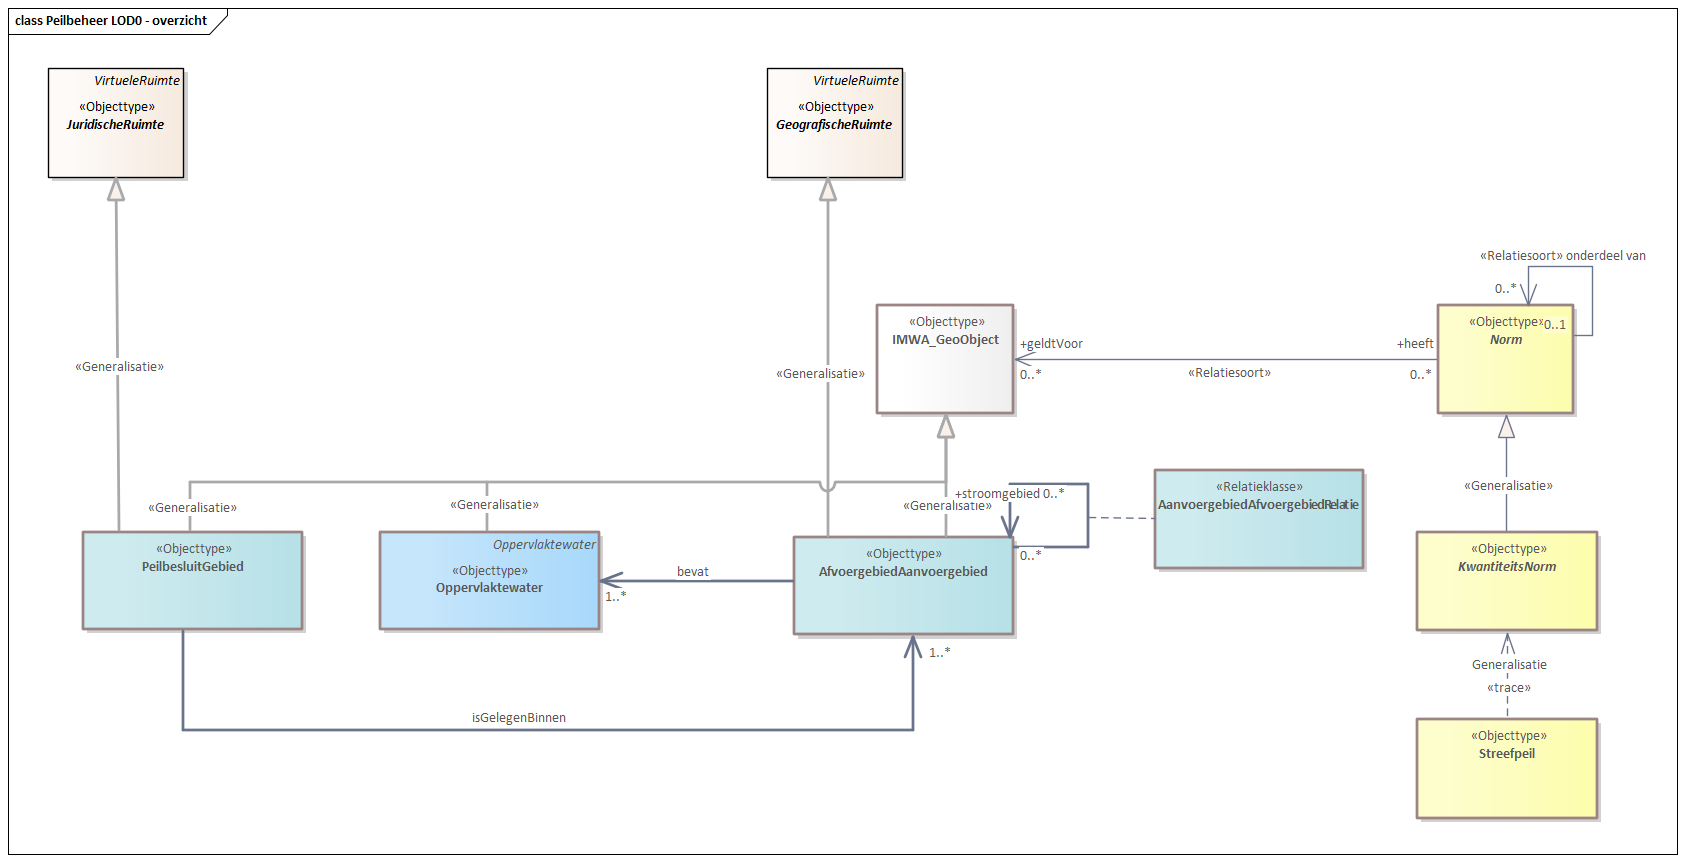 class Peilbeheer LOD0 - overzicht
VirtueleRuimte
«Objecttype»
JuridischeRuimte
VirtueleRuimte
«Objecttype»
GeografischeRuimte
«Relatiesoort» onderdeel van
0..*
«Objecttype»
0..1
Norm
«Objecttype»
IMWA_GeoObject
+geldtVoor
+heeft
0..*
«Relatiesoort»
0..*
«Generalisatie»
«Generalisatie»
«Generalisatie»
«Generalisatie»
«Generalisatie»
+stroomgebied 0..*
«Generalisatie»
«Relatieklasse»
AanvoergebiedAfvoergebiedRelatie
«Objecttype»
PeilbesluitGebied
Oppervlaktewater
«Objecttype»
Oppervlaktewater
bevat
1..*
«Objecttype»
AfvoergebiedAanvoergebied
0..*
«Objecttype»
KwantiteitsNorm
1..*
isGelegenBinnen
Generalisatie
«trace»
«Objecttype»
Streefpeil